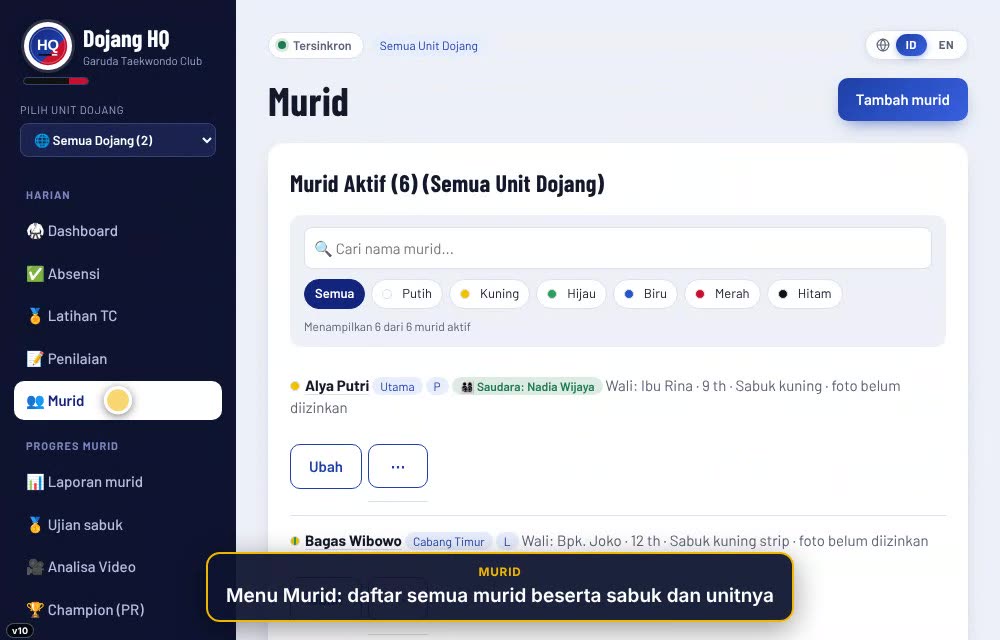 HQ
Dojang HQ
Garuda Taekwondo Club
PILIH UNIT DOJANG
Semua Dojang (2)
HARIAN
Dashboard
Absensi
Latihan TC
Penilaian
Murid
PROGRES MURID
Laporan murid
Ujian sabuk
Analisa Video
Champion (PR)
v10
Tersinkron
Semua Unit Dojang
ID EN
Murid
Tambah murid
Murid Aktif (6) (Semua Unit Dojang)
Cari nama murid...
Semua Putih Kuning Hijau Biru Merah Hitam
Menampilkan 6 dari 6 murid aktif
Alya Putri Utama P Saudara: Nadia Wijaya Wali: Ibu Rina · 9 th · Sabuk kuning · foto belum
diizinkan
Ubah ...
Bagas Wibowo Cabang Timur L Wali: Bpk. Joko · 12 th · Sabuk kuning strip · foto belum diizinkan
MURID
Menu Murid: daftar semua murid beserta sabuk dan unitnya